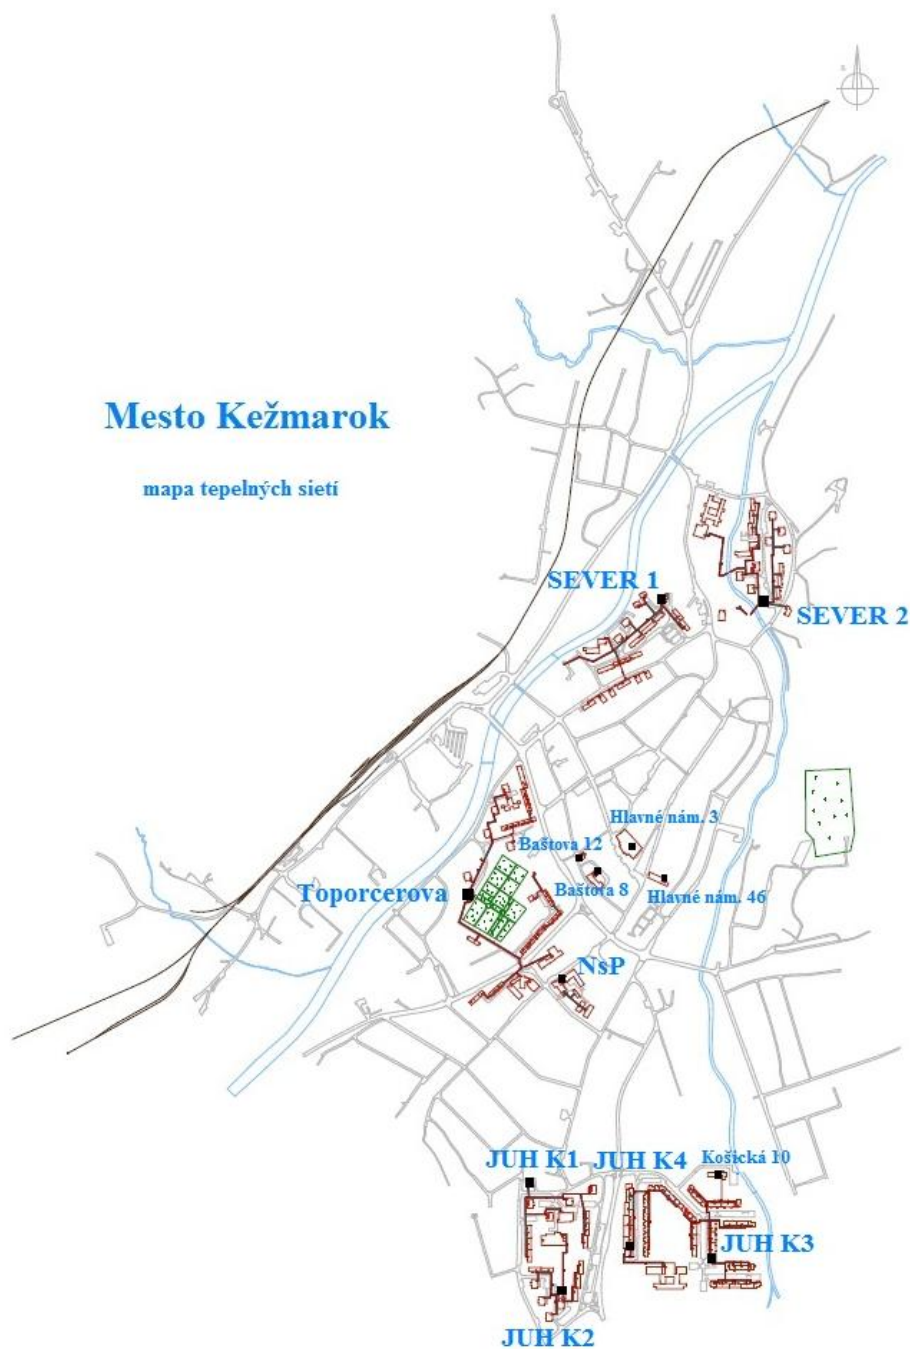 Mesto Kežmarok
mapa tepelných sietí
SEVER 1
SEVER 2
Hlavné nám. 3
Baštova 12
Baštova 8
Hlavné nám. 46
Toporcerova
NsP
JUH K1
JUH K4
Košická 10
JUH K3
JUH K2